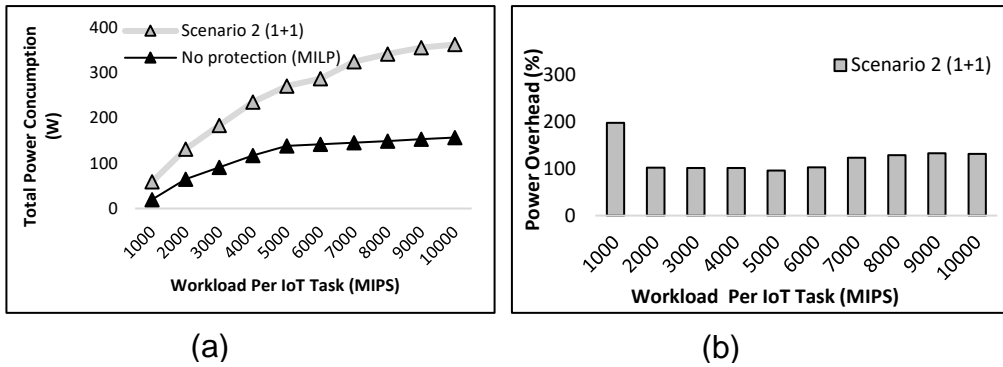 Total Power Concumption
(W)
400
300
200
100
0
Scenario 2 (1+1)
No protection (MILP)
1000
2000
3000
4000
5000
6000
7000
8000
9000
10000
Workload Per IoT Task (MIPS)
(a)
Power Overhead (%)
300
200
100
0
Scenario 2 (1+1)
1000
2000
3000
4000
5000
6000
7000
8000
9000
10000
Workload Per IoT Task (MIPS)
(b)